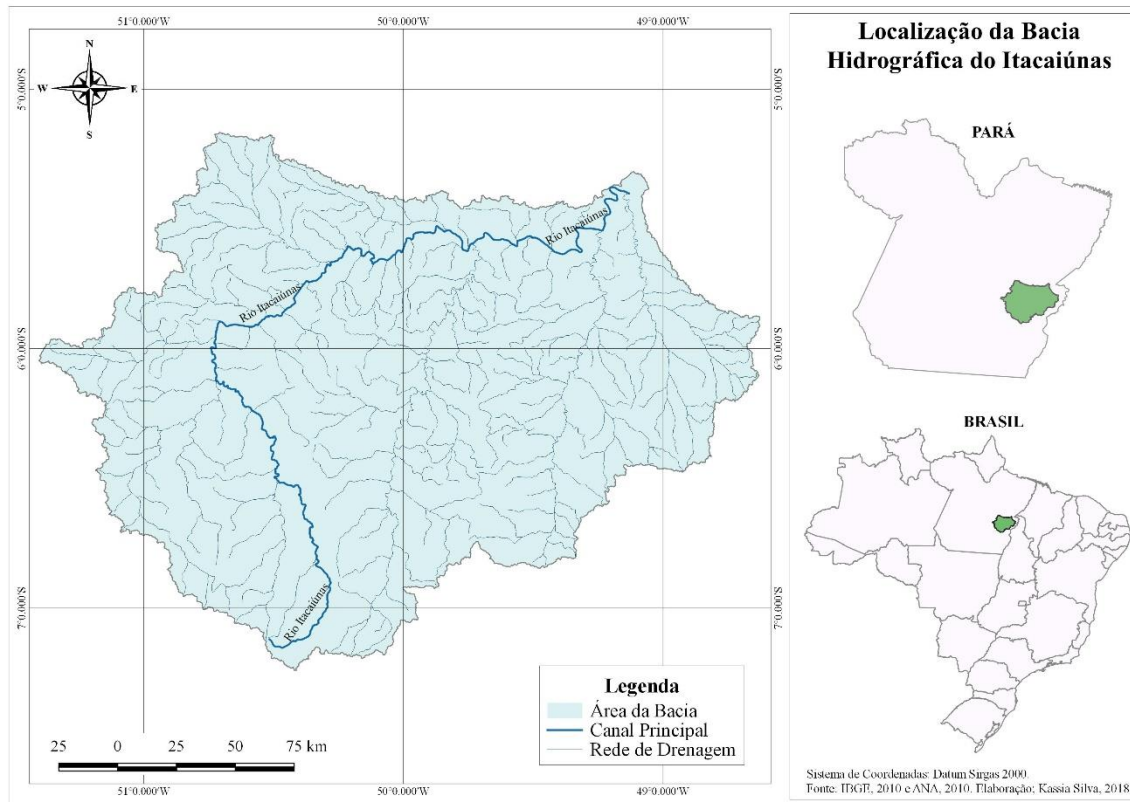 51°0.000'W 50°0.000'W 49°0.000'W
N
W E
S
5°0.000'S 5°0.000'S
Rio Itacaiúnas
Rio Itacaiúnas
6°0.000'S 6°0.000'S
7°0.000'S 7°0.000'S
Rio Itacaiúnas
Legenda
Área da Bacia
Canal Principal
Rede de Drenagem
25 0 25 50 75 km
51°0.000'W 50°0.000'W 49°0.000'W
Localização da Bacia
Hidrográfica do Itacaiúnas
PARÁ
BRASIL
Sistema de Coordenadas: Datum Sirgas 2000.
Fonte: IBGE, 2010 e ANA, 2010. Elaboração; Kassia Silva, 2018